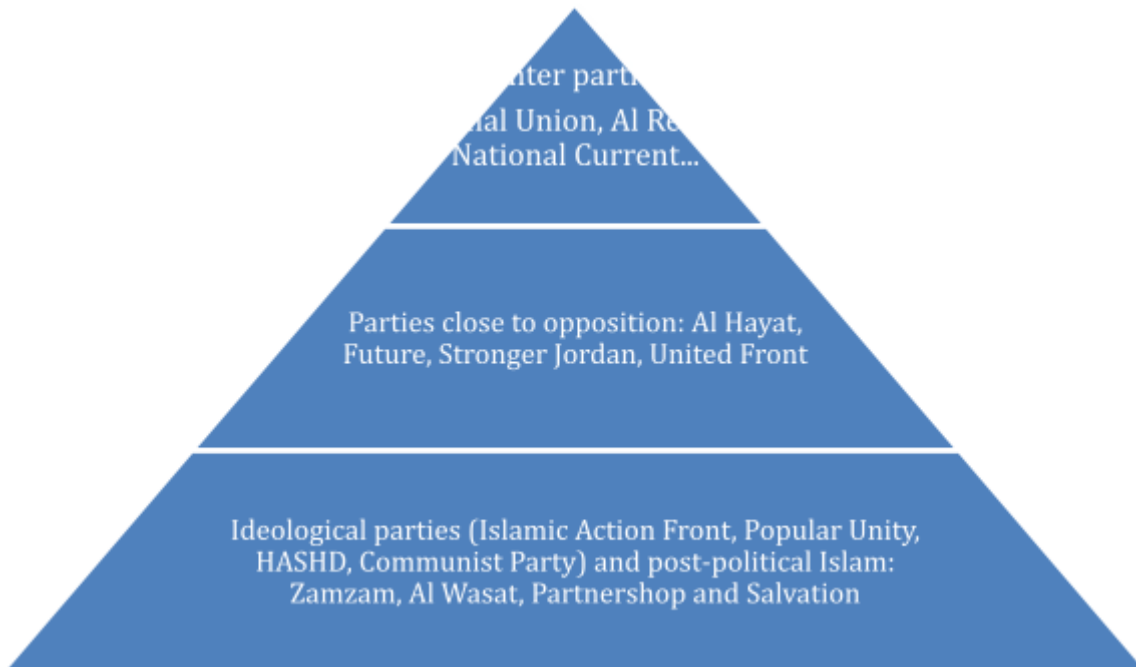 Union, Al
National Current...
Parties close to opposition: Al Hayat,
Future, Stronger Jordan, United Front
Ideological parties (Islamic Action Front, Popular Unity,
HASHD, Communist Party) and post-political Islam:
Zamzam, Al Wasat, Partnershop and Salvation